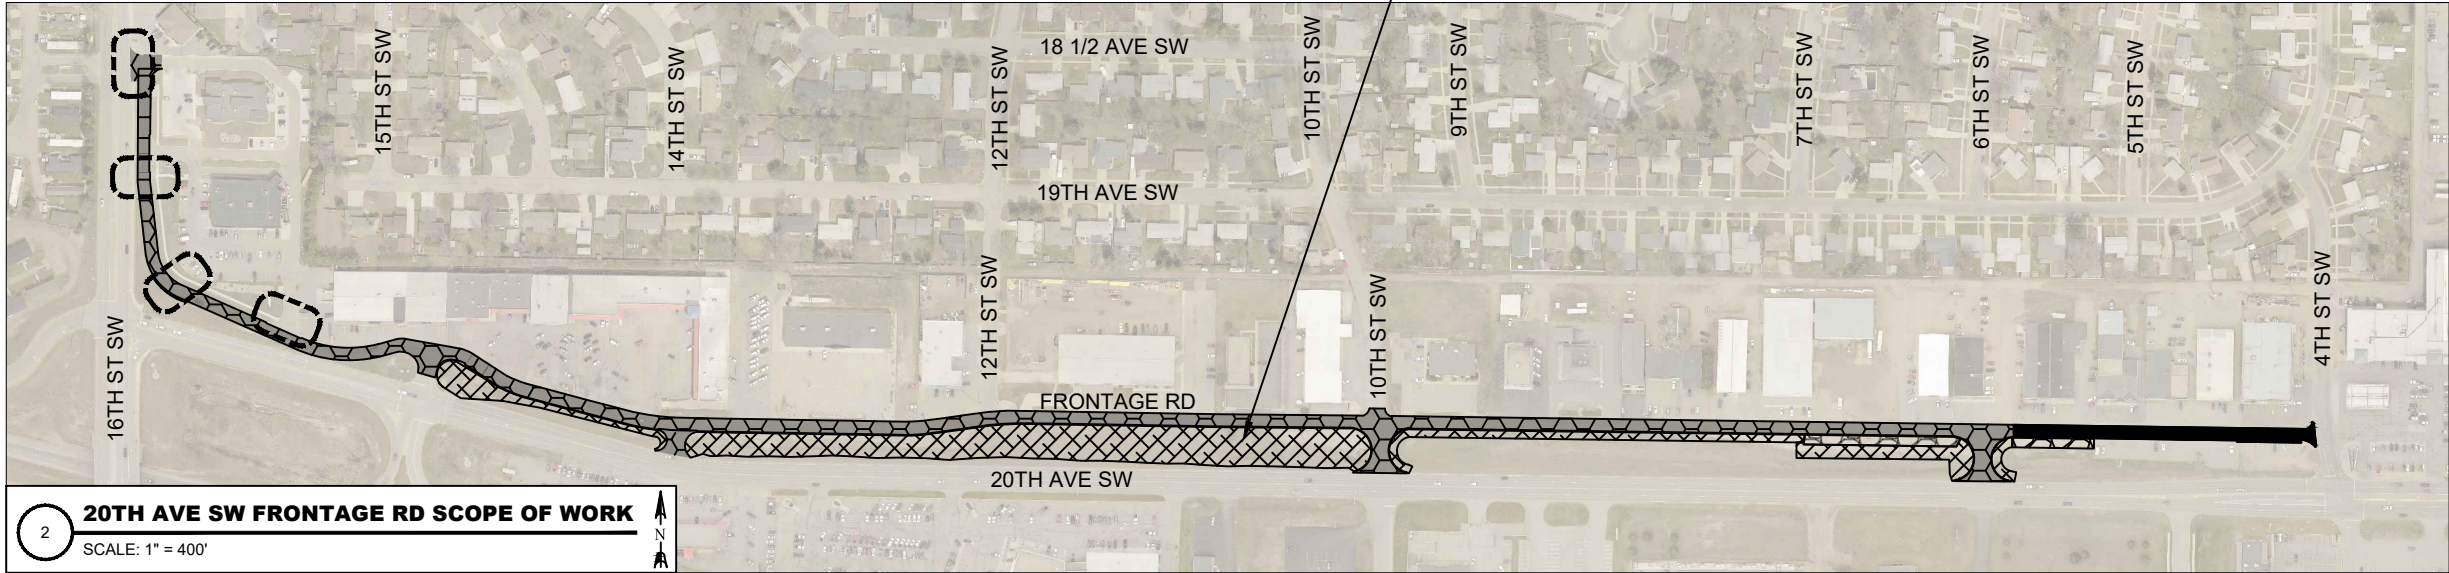 18 1/2 AVE SW
15TH ST SW
14TH ST SW
12TH ST SW
10TH ST SW
9TH ST SW
7TH ST SW
6TH ST SW
5TH ST SW
19TH AVE SW
16TH ST SW
12TH ST SW
10TH ST SW
4TH ST SW
FRONTAGE RD
20TH AVE SW
2
20TH AVE SW FRONTAGE RD SCOPE OF WORK
SCALE: 1" = 400'
N